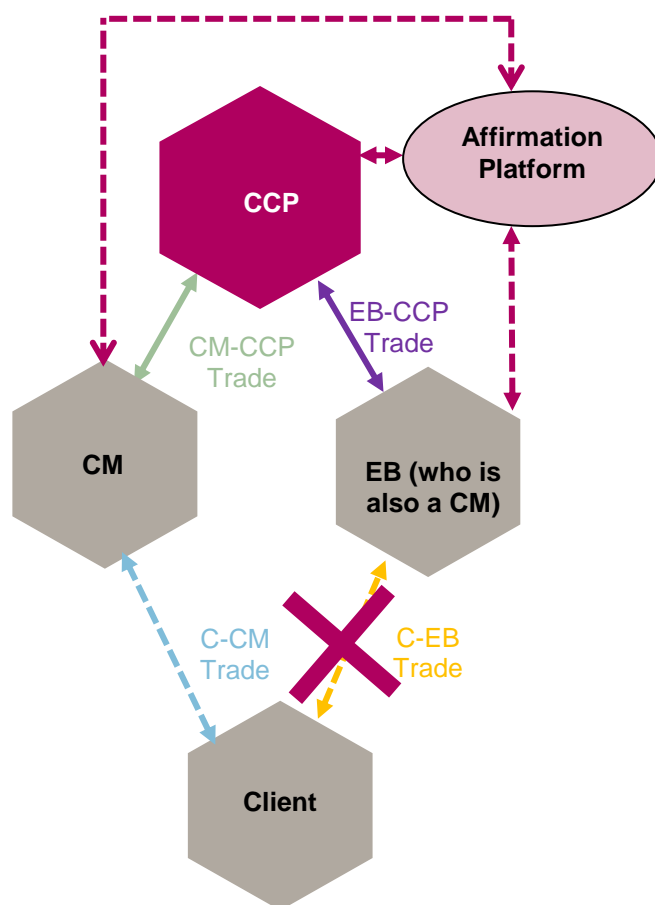 Affirmation
Platform
CCP
EB-CCP
Trade
CM-CCP
Trade
CM
EB (who is
also a CM)
C-CM
Trade
C-EB
Trade
Client